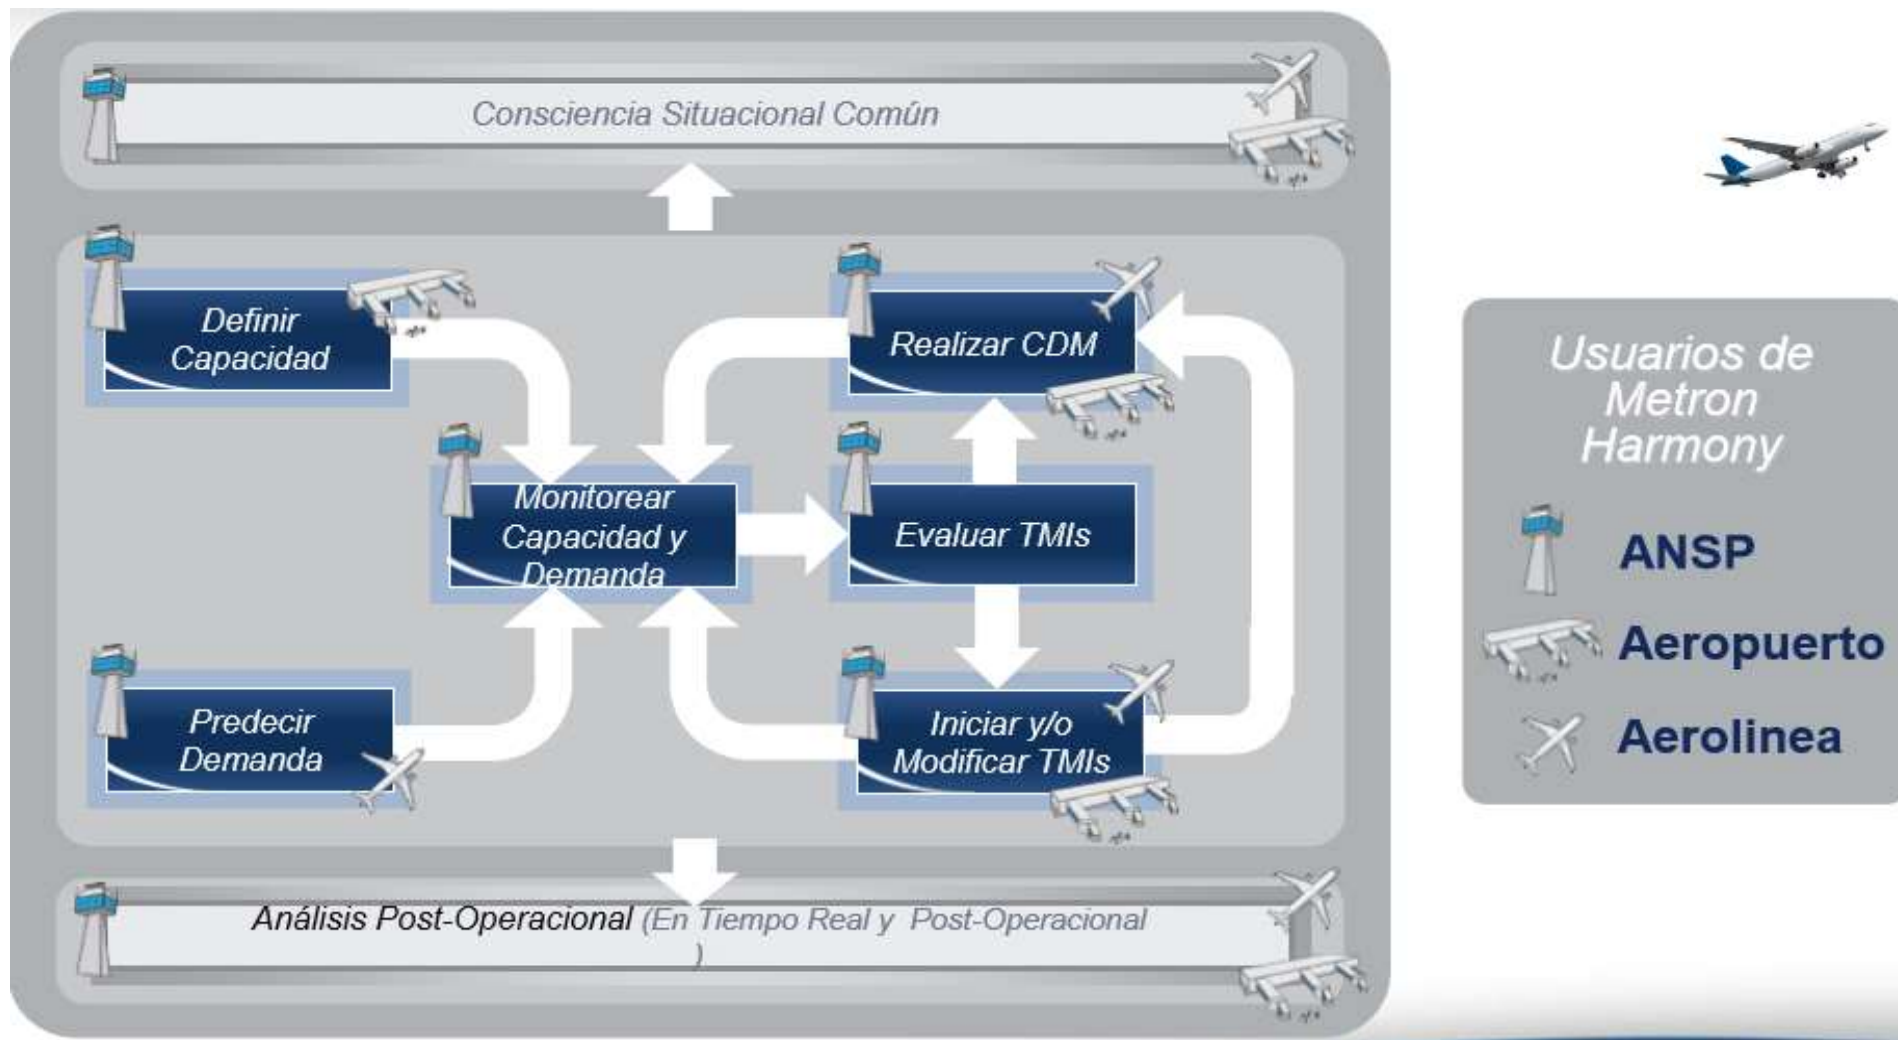 Consciencia Situacional Común
Definir
Capacidad
Realizar CDM
Monitorear
Capacidad y
Demanda
Evaluar TMIs
Predecir
Demanda
Iniciar y/o
Modificar TMIs
Análisis Post-Operacional (En Tiempo Real y Post-Operacional
)
Usuarios de
Metron
Harmony
ANSP
Aeropuerto
Aerolinea